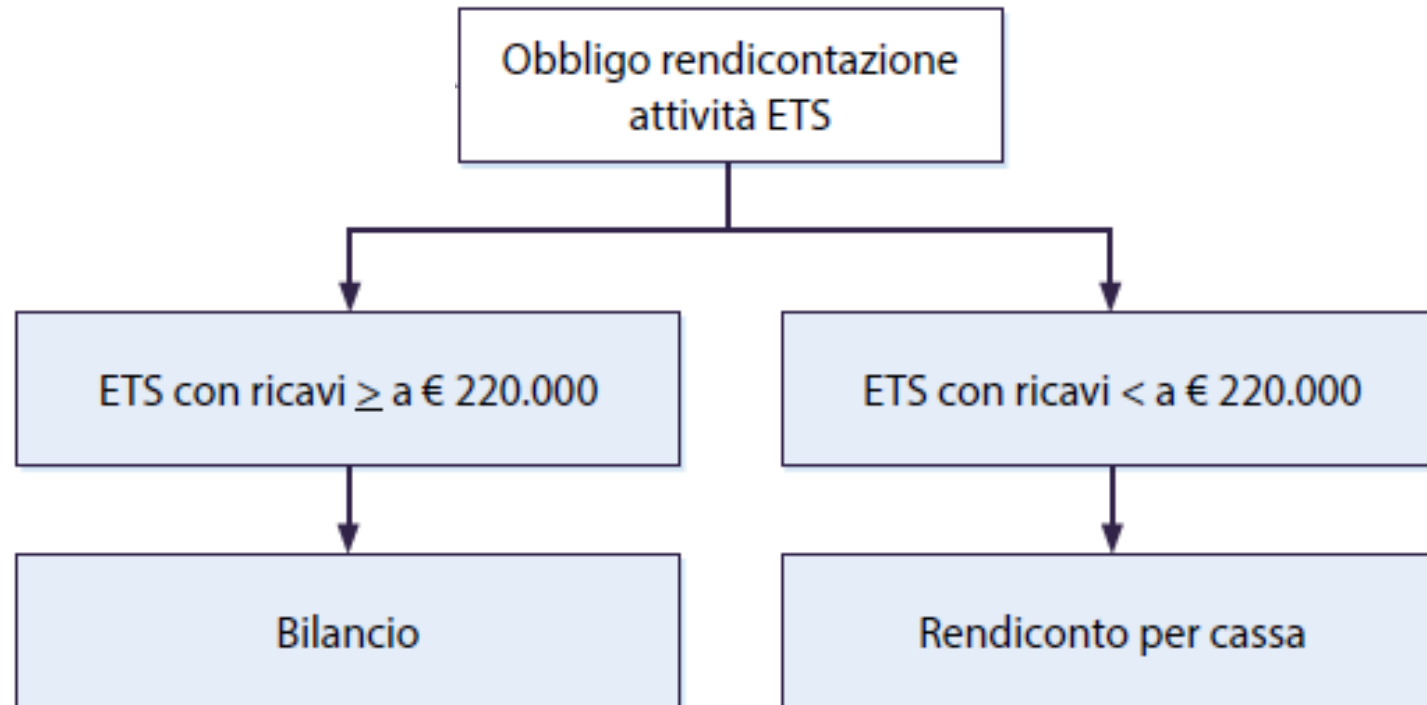 Obbligo rendicontazione
attività ETS
ETS con ricavi ≥ a € 220.000
ETS con ricavi < a € 220.000
Bilancio
Rendiconto per cassa